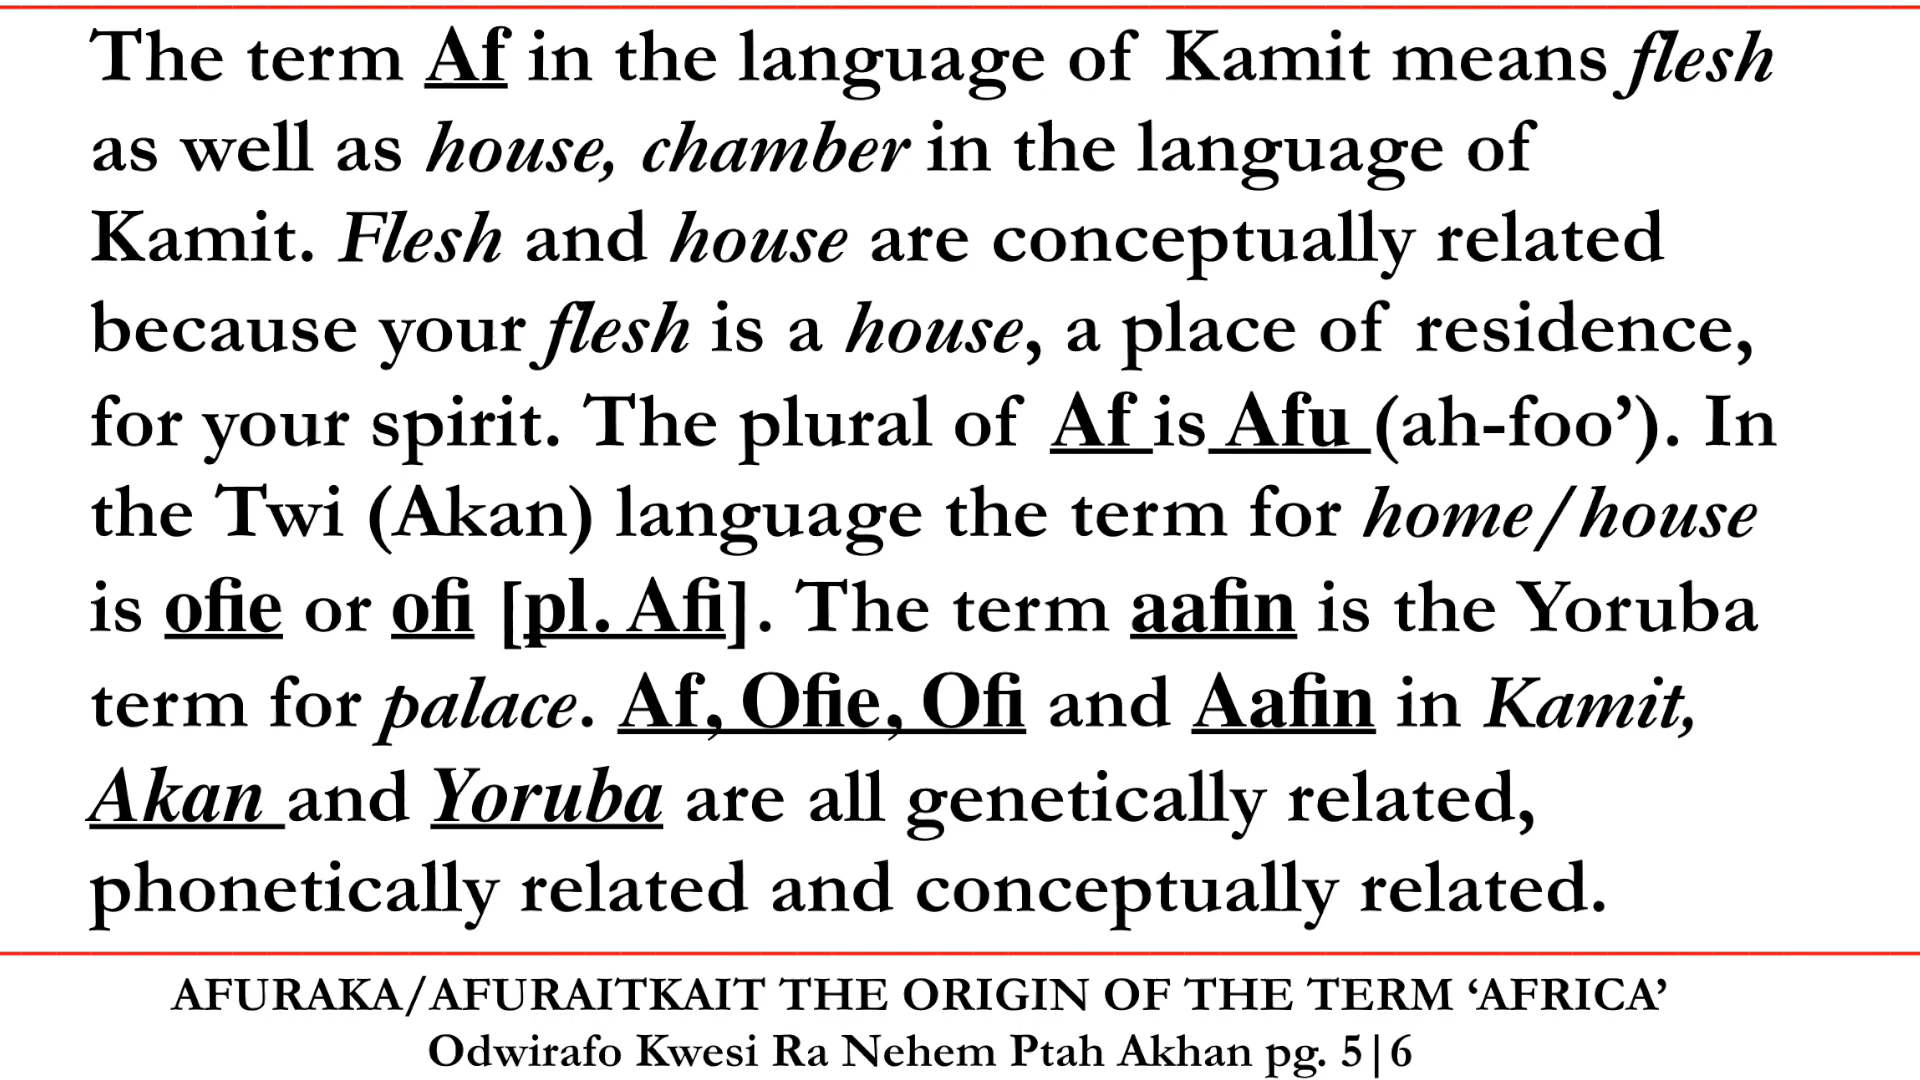 The term Af in the language of Kamit means flesh
as well as house, chamber in the language of
Kamit. Flesh and house are conceptually related
because your flesh is a house, a place of residence,
for your spirit. The plural of Af is Afu (ah-foo’). In
the Twi (Akan) language the term for home/house
is ofie or ofi [pl. Afi]. The term aafin is the Yoruba
term for palace. Af, Ofie, Ofi and Aafin in Kamit,
Akan and Yoruba are all genetically related,
phonetically related and conceptually related.
AFURAKA/AFURAITKAIT THE ORIGIN OF THE TERM ‘AFRICA’
Odwirafo Kwesi Ra Nehem Ptah Akhan pg. 5|6